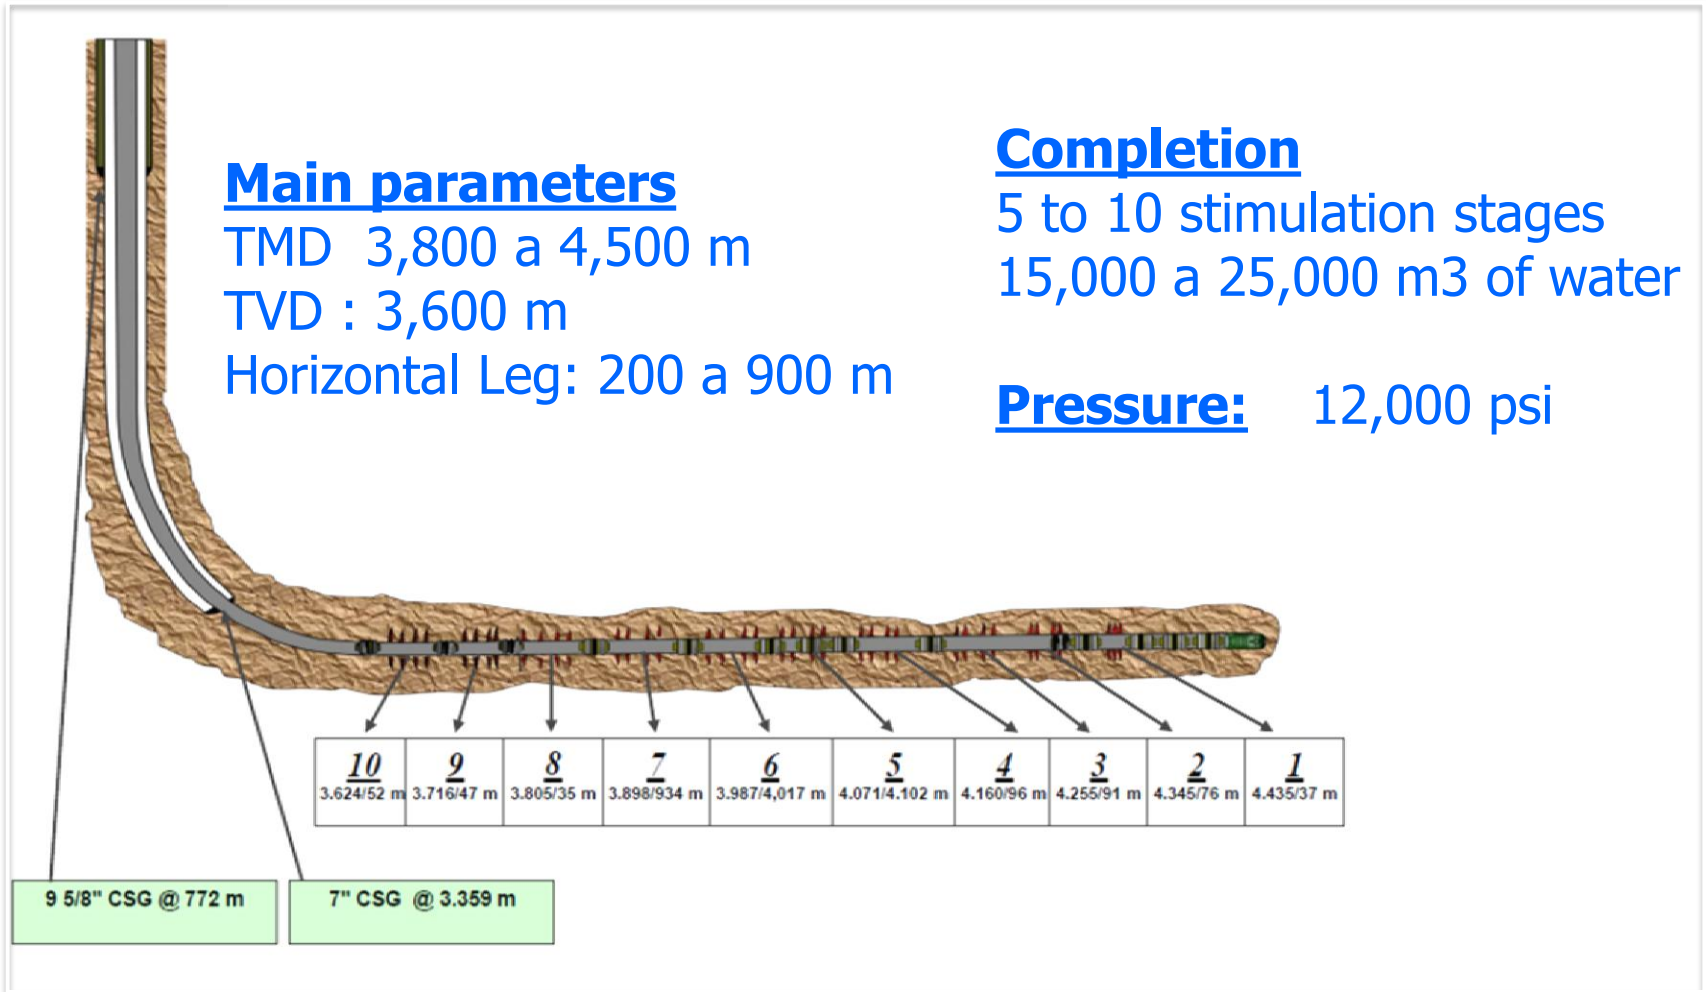 Main parameters
TMD 3,800 a 4,500 m
TVD : 3,600 m
Horizontal Leg: 200 a 900 m
Completion
5 to 10 stimulation stages
15,000 a 25,000 m3 of water
Pressure: 12,000 psi
10 9 8 7 6 5 4 3 2 1
3.624/52 m 3.716/47 m 3.805/35 m 3.898/934 m 3.987/4,017 m 4.071/4.102 m 4.160/96 m 4.255/91 m 4.345/76 m 4.435/37 m
9 5/8" CSG @ 772 m
7" CSG @ 3.359 m